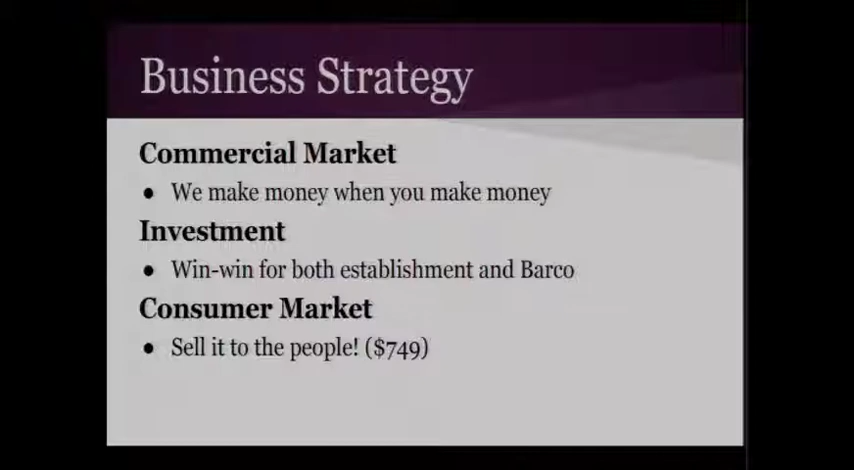 Business Strategy
Commercial Market
• We make money when you make money
Investment
• Win-win for both establishment and Barco
Consumer Market
• Sell it to the people! ($749)